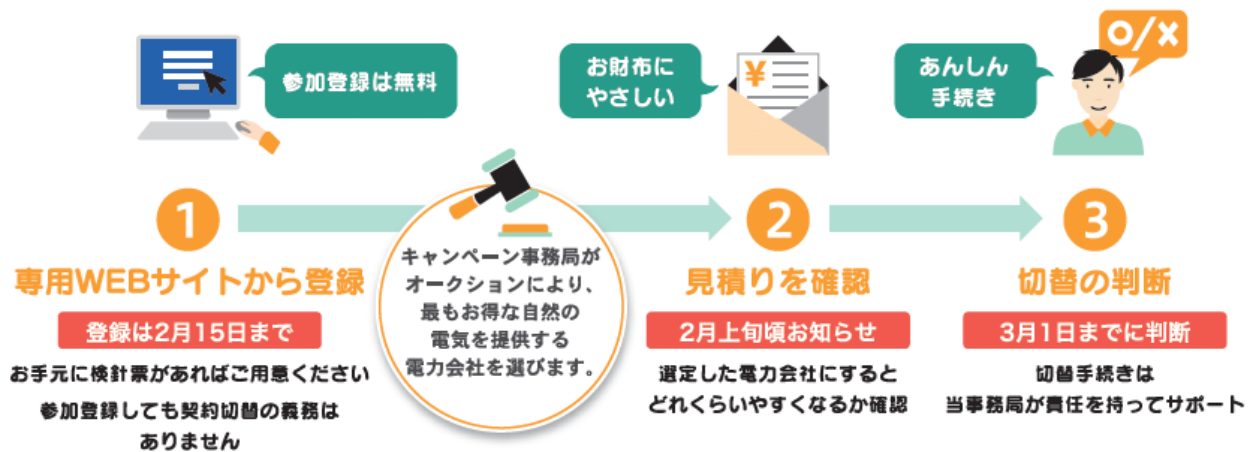 参加登録は無料
1
専用WEBサイトから登録
登録は2月15日まで
お手元に検針票があればご用意ください
参加登録しても契約切替の義務は
ありません
キャンペーン事務局が
オークションにより、
最もお得な自然の
電気を提供する
電力会社を選びます。
お財布に
やさしい
¥
2
見積りを確認
2月上旬頃お知らせ
選定した電力会社にすると
どれくらいやすくなるか確認
あんしん
手続き
O/X
3
切替の判断
3月1日までに判断
切替手続きは
当事務局が責任を持ってサポート